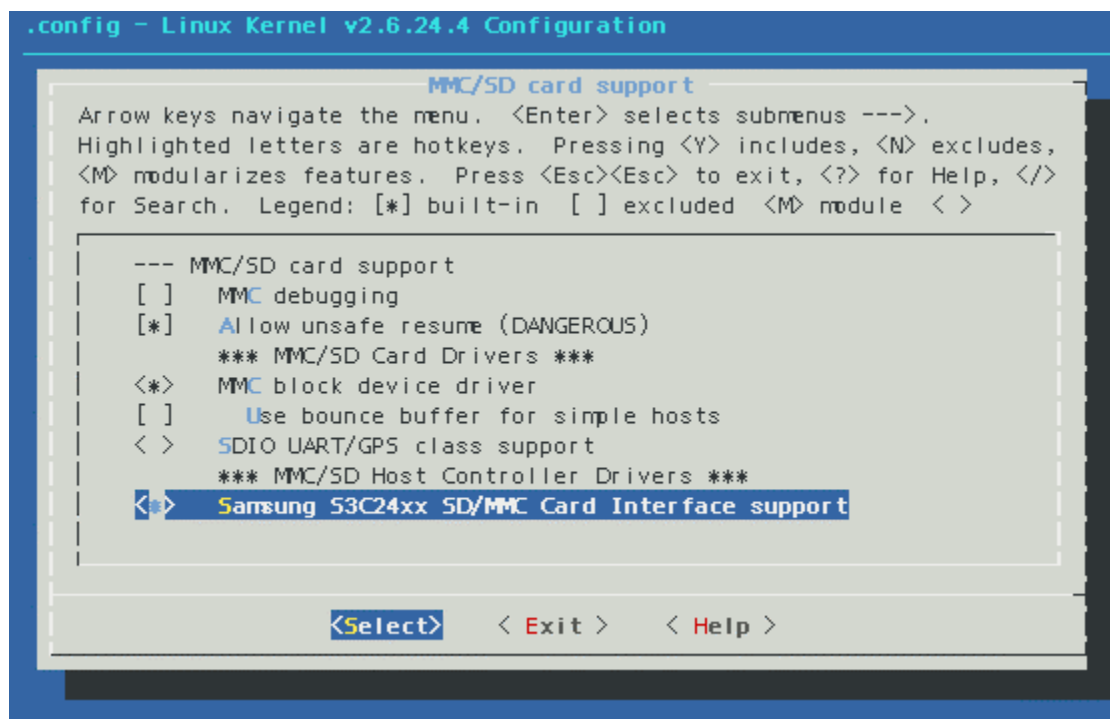 .config - Linux Kernel v2.6.24.4 Configuration
MMC/SD card support
Arrow keys navigate the menu.  <Enter> selects submenus --->.
Highlighted letters are hotkeys.  Pressing <Y> includes, <N> excludes,
<M> modularizes features.  Press <Esc><Esc> to exit, <?> for Help, </>
for Search.  Legend: [*] built-in  [ ] excluded  <M> module  < >
--- MMC/SD card support
[ ]   MMC debugging
[*]   Allow unsafe resume (DANGEROUS)
*** MMC/SD Card Drivers ***
<*>   MMC block device driver
[ ]     Use bounce buffer for simple hosts
< >   SDIO UART/GPS class support
*** MMC/SD Host Controller Drivers ***
<*>   Samsung S3C24xx SD/MMC Card Interface support
<Select>    < Exit >    < Help >